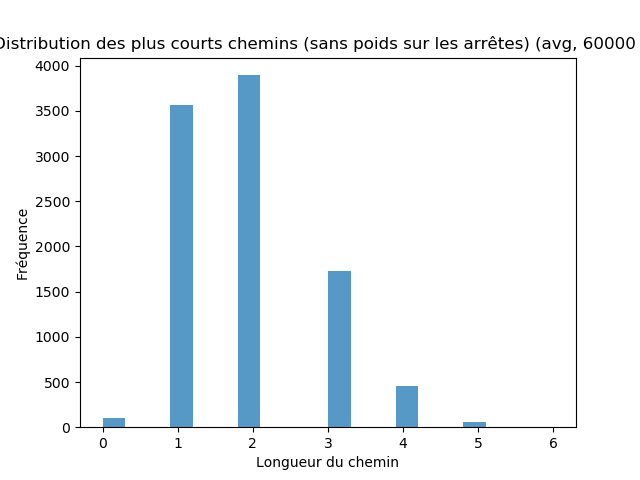 Distribution des plus courts chemins (sans poids sur les arrêtes) (avg, 60000
4000
3500
3000
2500
2000
1500
1000
500
0
Fréquence
0 1 2 3 4 5 6
Longueur du chemin